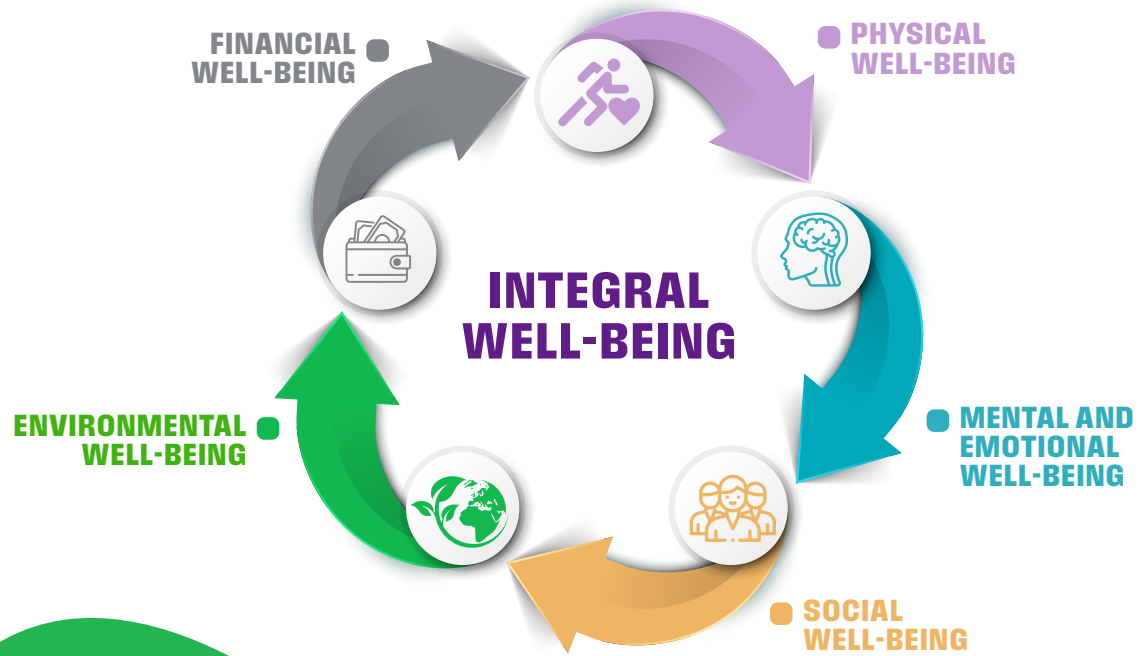 FINANCIAL
WELL-BEING
PHYSICAL
WELL-BEING
INTEGRAL
WELL-BEING
ENVIRONMENTAL
WELL-BEING
MENTAL AND
EMOTIONAL
WELL-BEING
SOCIAL
WELL-BEING